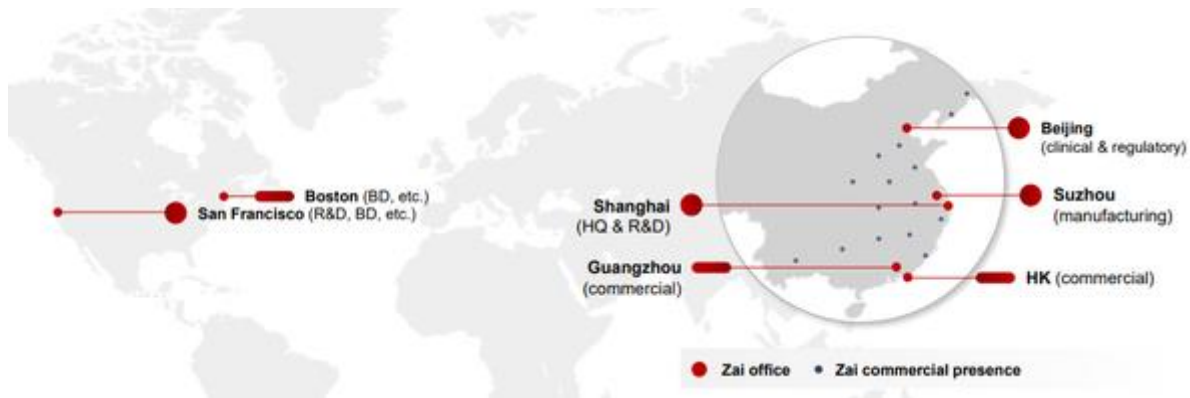 Boston (BD, etc.)
San Francisco (R&D, BD, etc.)
Beijing
(clinical & regulatory)
Shanghai
(HQ & R&D)
Suzhou
(manufacturing)
Guangzhou
(commercial)
HK (commercial)
Zai office
Zai commercial presence